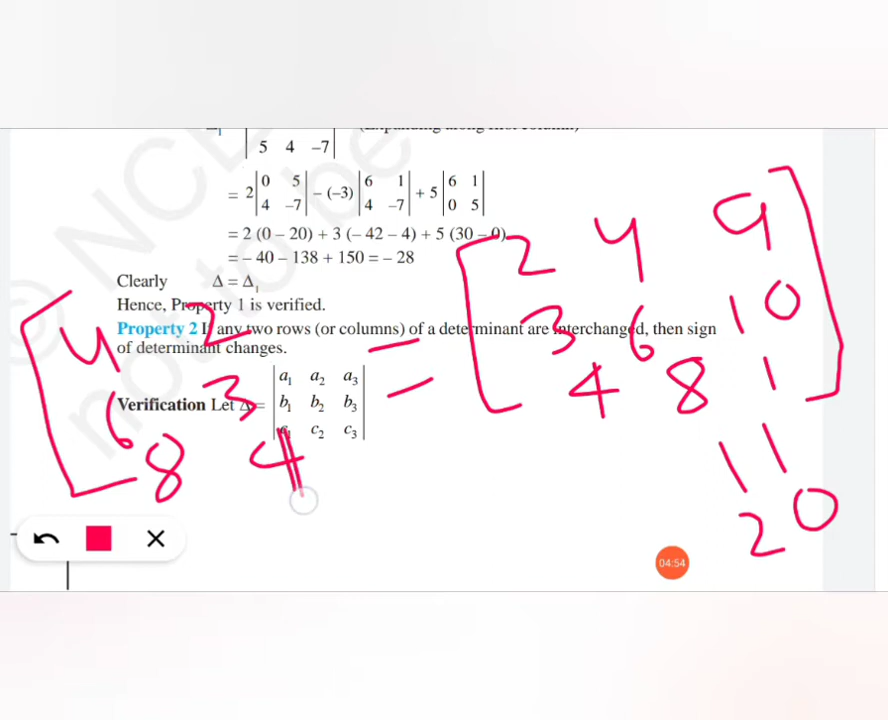 5 4 –7
= 2 |0 5| – (–3) |6 1| + 5 |6 1|
|4 –7| |4 –7| |0 5|
= 2 (0 – 20) + 3 (– 42 – 4) + 5 (30 – 0)
= – 40 – 138 + 150 = – 28
Clearly Δ = Δ₁
Hence, Property 1 is verified.
Property 2 If any two rows (or columns) of a determinant are interchanged, then sign
of determinant changes.
Verification Let Δ =
a₁ a₂ a₃
b₁ b₂ b₃
c₂ c₃
4 2
6 3
8 4
=
2 4 9
3 6 10
4 8 1
11
20
04:54